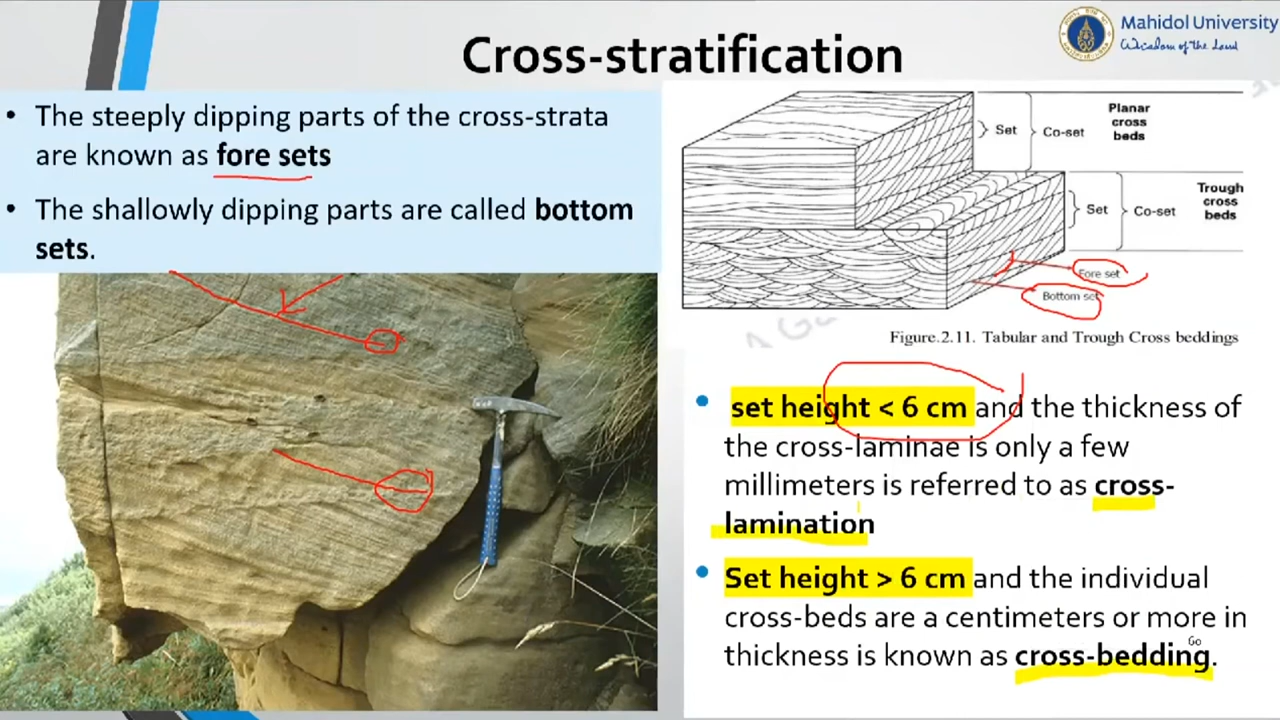 Cross-stratification
Mahidol University
Wisdom of the Land
• The steeply dipping parts of the cross-strata
are known as fore sets
• The shallowly dipping parts are called bottom
sets.
Planar
cross
beds
Set
Co-set
Trough
cross
beds
Set
Co-set
Fore set
Bottom set
Figure.2.11. Tabular and Trough Cross beddings
• set height < 6 cm and the thickness of
the cross-laminae is only a few
millimeters is referred to as cross-
lamination
• Set height > 6 cm and the individual
cross-beds are a centimeters or more in
thickness is known as cross-bedding.